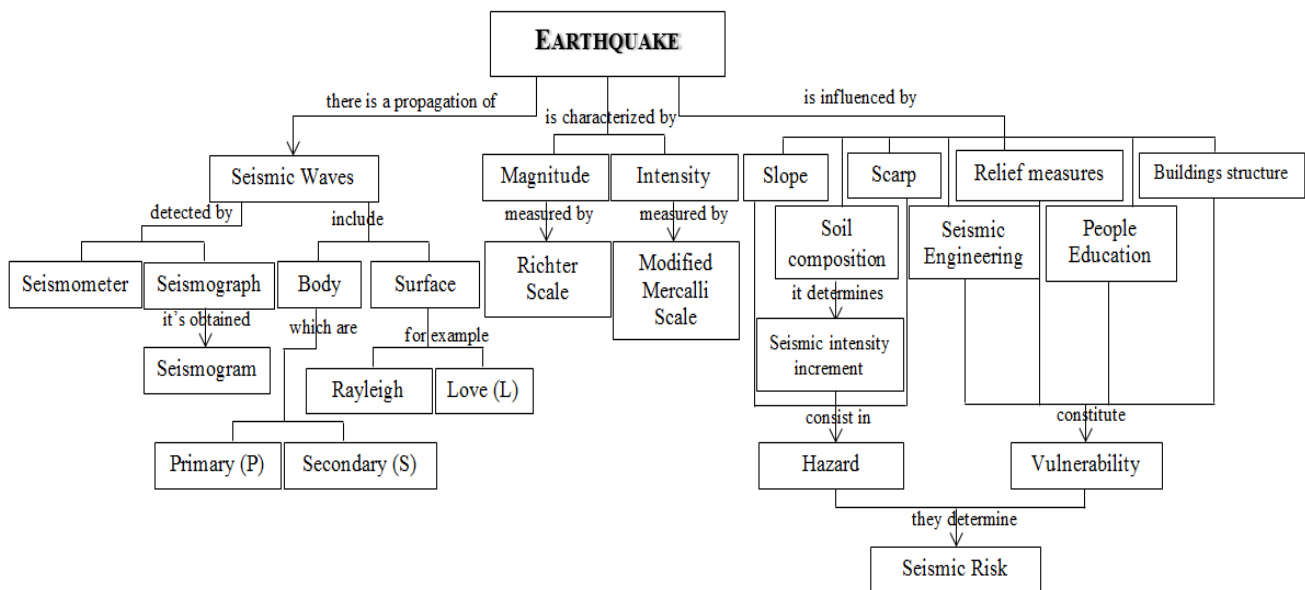 EARTHQUAKE
there is a propagation of
is characterized by
is influenced by
Seismic Waves
Magnitude
Intensity
Slope
Scarp
Relief measures
Buildings structure
detected by
include
measured by
measured by
Soil
composition
Seismic
Engineering
People
Education
Seismometer
Seismograph
Body
Surface
Richter
Scale
Modified
Mercalli
Scale
it determines
it's obtained
which are
for example
Seismic intensity
increment
Seismogram
Rayleigh
Love (L)
consist in
constitute
Primary (P)
Secondary (S)
Hazard
Vulnerability
they determine
Seismic Risk